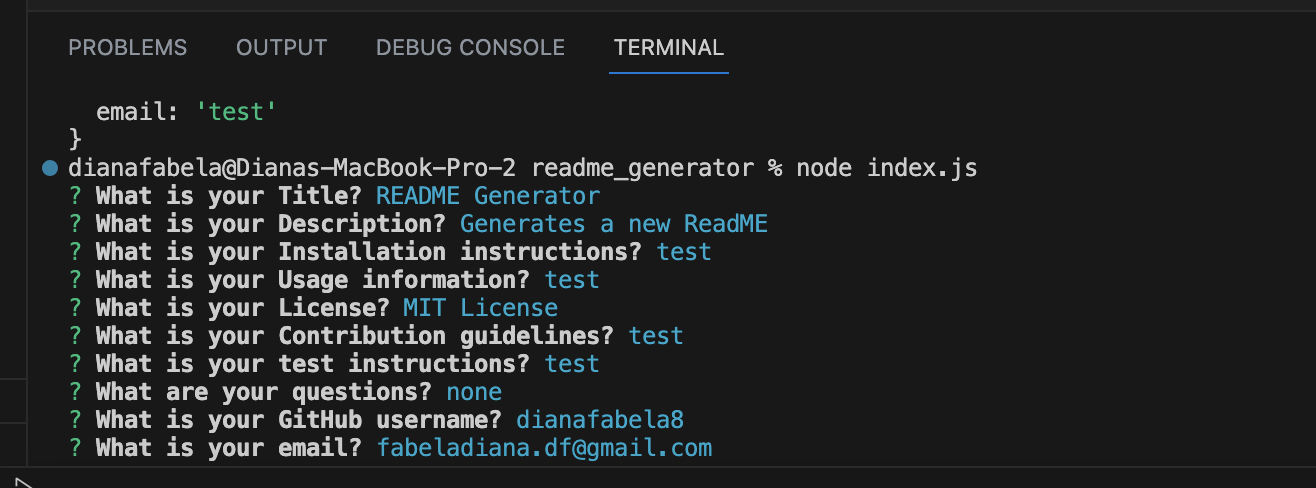 PROBLEMS OUTPUT DEBUG CONSOLE TERMINAL
email: 'test'
}
dianafabela@Dianas-MacBook-Pro-2 readme_generator % node index.js
? What is your Title? README Generator
? What is your Description? Generates a new ReadME
? What is your Installation instructions? test
? What is your Usage information? test
? What is your License? MIT License
? What is your Contribution guidelines? test
? What is your test instructions? test
? What are your questions? none
? What is your GitHub username? dianafabela8
? What is your email? fabeladiana.df@gmail.com